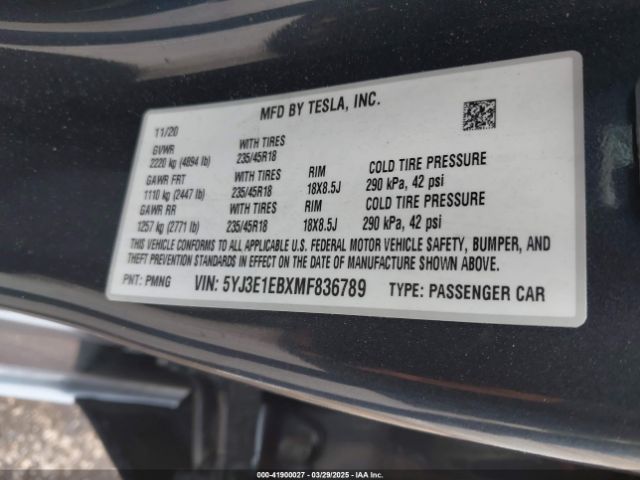 MFD BY TESLA, INC.
11/20
GVWR WITH TIRES
2220 kg (4894 lb) 235/45R18
GAWR FRT WITH TIRES RIM COLD TIRE PRESSURE
1110 kg (2447 lb) 235/45R18 18X8.5J 290 kPa, 42 psi
GAWR RR WITH TIRES RIM COLD TIRE PRESSURE
1257 kg (2771 lb) 235/45R18 18X8.5J 290 kPa, 42 psi
THIS VEHICLE CONFORMS TO ALL APPLICABLE U.S. FEDERAL MOTOR VEHICLE SAFETY, BUMPER, AND
THEFT PREVENTION STANDARDS IN EFFECT ON THE DATE OF MANUFACTURE SHOWN ABOVE.
PNT: PMNG VIN: 5YJ3E1EBXMF836789 TYPE: PASSENGER CAR
000-41900027 — 03/29/2025 — IAA Inc.